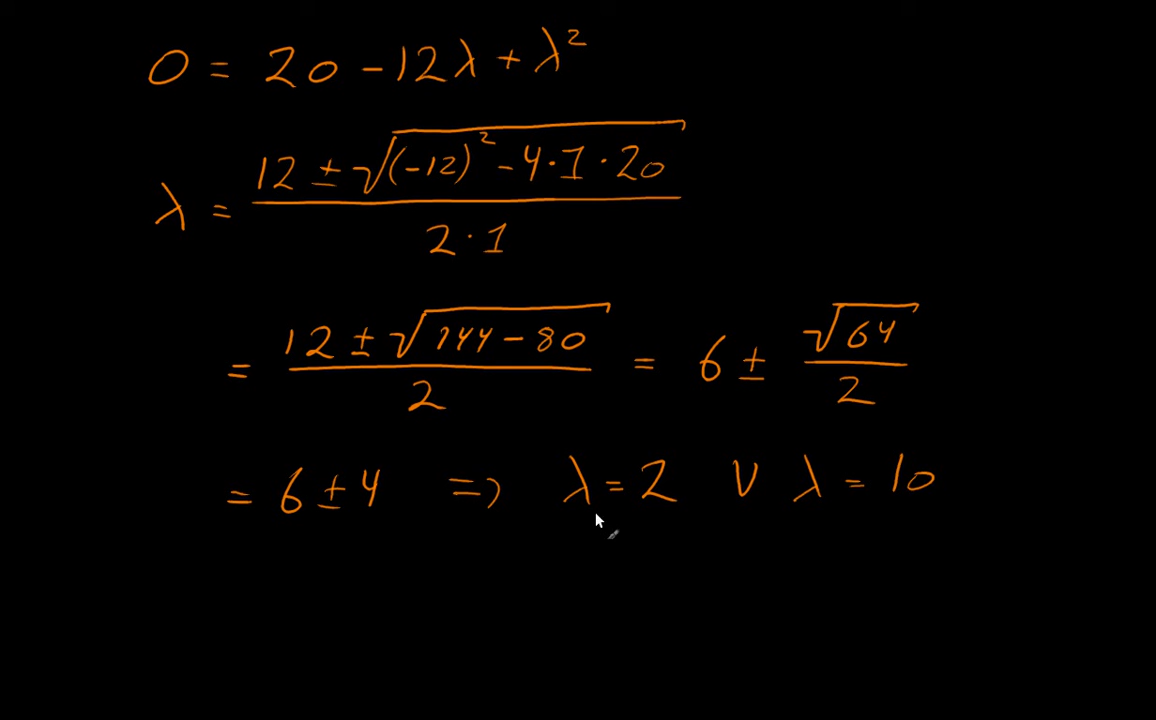 0 = 20 - 12λ + λ²
λ = (12 ± √((-12)² - 4·1·20)) / (2·1)
= (12 ± √(144 - 80)) / 2 = 6 ± √64 / 2
= 6 ± 4 ⇒ λ = 2 ∨ λ = 10